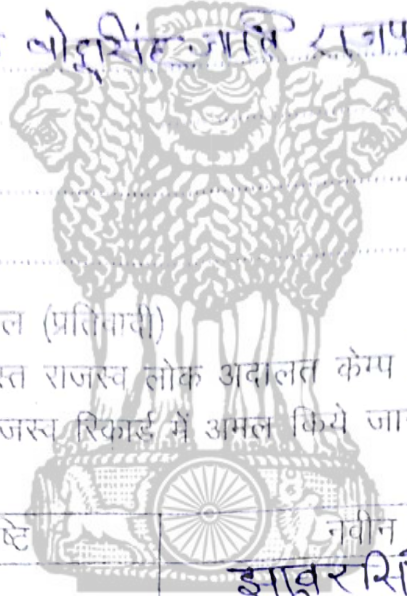 जाति राजप
ल (प्रतिवादी)
स्त राजस्व लोक अदालत केम्प
जस्व रिकार्ड में अमल किये जा
ष्टे नवीन
झाबरसिं